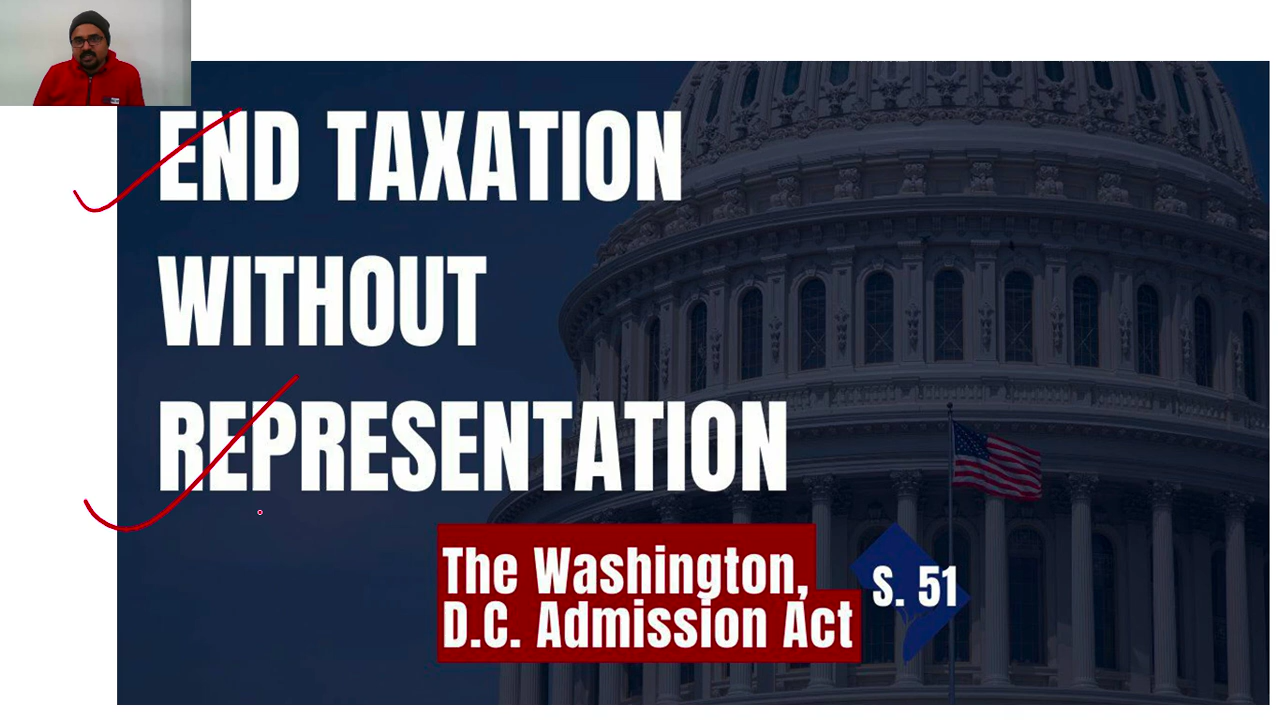 END TAXATION
WITHOUT
REPRESENTATION
The Washington,
D.C. Admission Act
S. 51